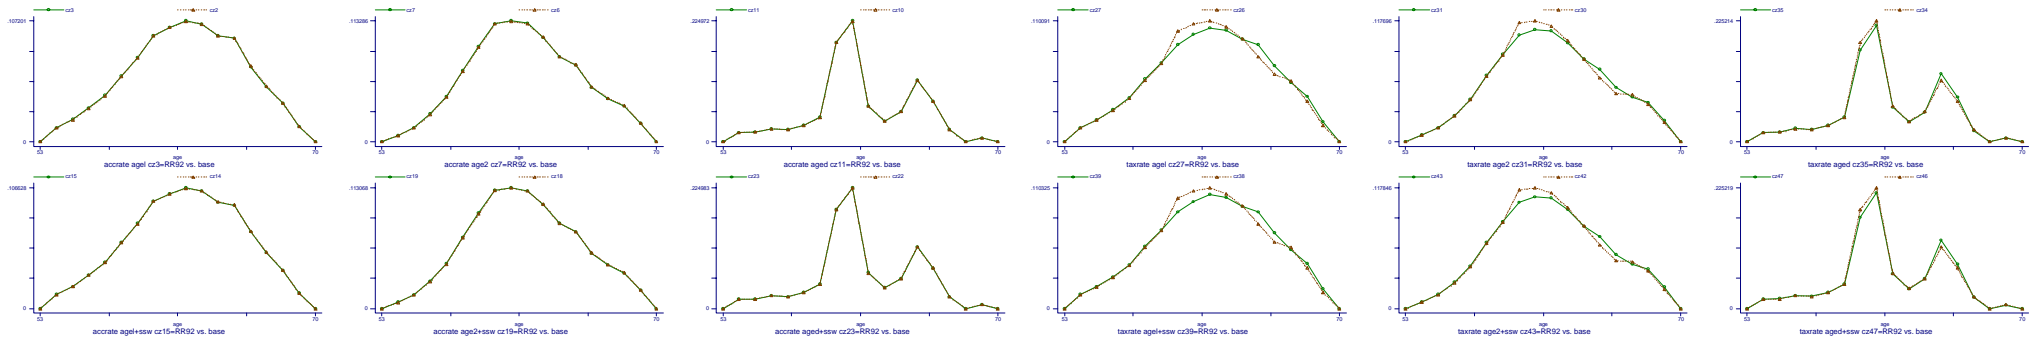 cz3 cz2
.107201
0
53 70
age
accrate agel cz3=RR92 vs. base
cz7 cz6
.113286
0
53 70
age
accrate age2 cz7=RR92 vs. base
cz11 cz10
.224972
0
53 70
age
accrate aged cz11=RR92 vs. base
cz27 cz26
.110091
0
53 70
age
taxrate agel cz27=RR92 vs. base
cz31 cz30
.117696
0
53 70
age
taxrate age2 cz31=RR92 vs. base
cz35 cz34
.225214
0
53 70
age
taxrate aged cz35=RR92 vs. base
cz15 cz14
.106628
0
53 70
age
accrate agel+ssw cz15=RR92 vs. base
cz19 cz18
.113068
0
53 70
age
accrate age2+ssw cz19=RR92 vs. base
cz23 cz22
.224983
0
53 70
age
accrate aged+ssw cz23=RR92 vs. base
cz39 cz38
.110325
0
53 70
age
taxrate agel+ssw cz39=RR92 vs. base
cz43 cz42
.117846
0
53 70
age
taxrate age2+ssw cz43=RR92 vs. base
cz47 cz46
.225219
0
53 70
age
taxrate aged+ssw cz47=RR92 vs. base